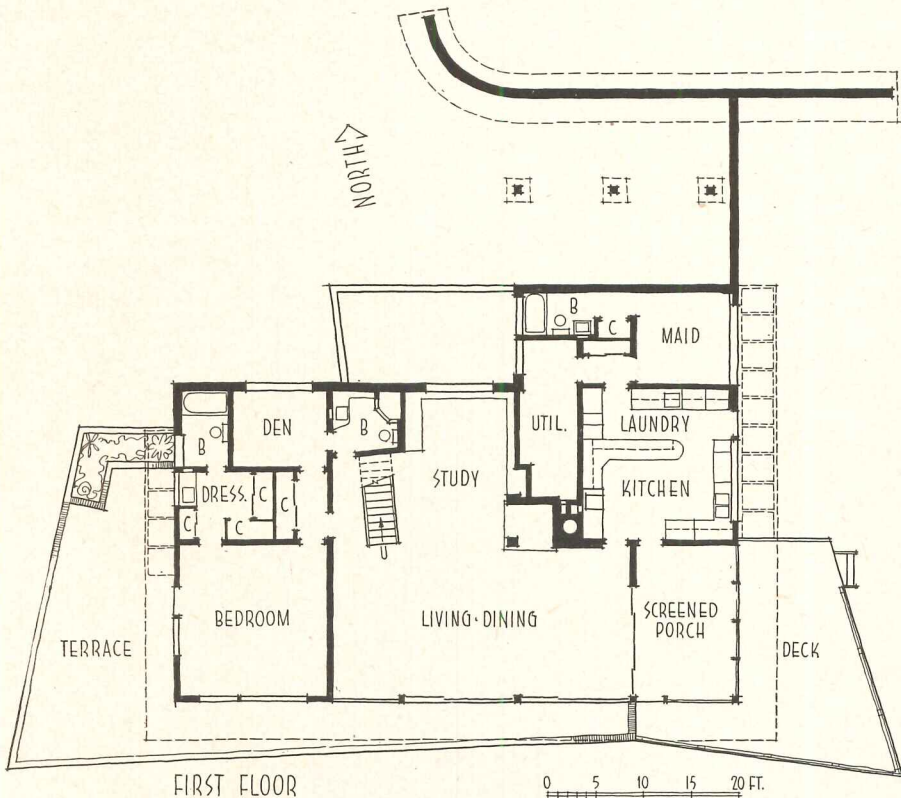 NORTH
B
C
MAID
DEN
B
UTIL.
LAUNDRY
B
STUDY
DRESS.
C
C
KITCHEN
C
C
BEDROOM
LIVING·DINING
SCREENED
PORCH
TERRACE
DECK
FIRST FLOOR
0 5 10 15 20 FT.